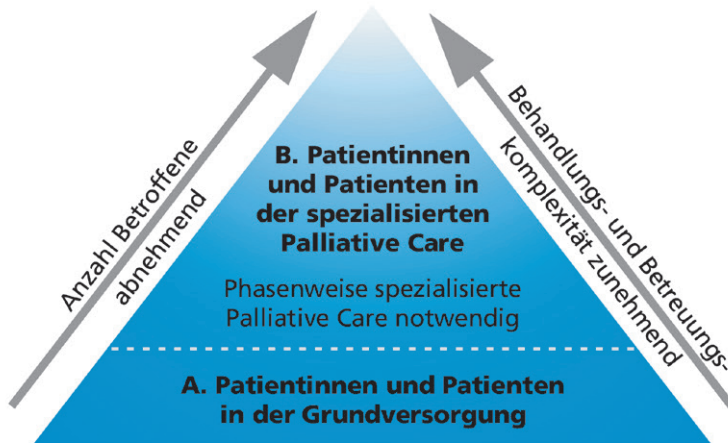 Anzahl Betroffene
abnehmend
Behandlungs- und Betreuungs-
komplexität zunehmend
B. Patientinnen
und Patienten in
der spezialisierten
Palliative Care
Phasenweise spezialisierte
Palliative Care notwendig
A. Patientinnen und Patienten
in der Grundversorgung